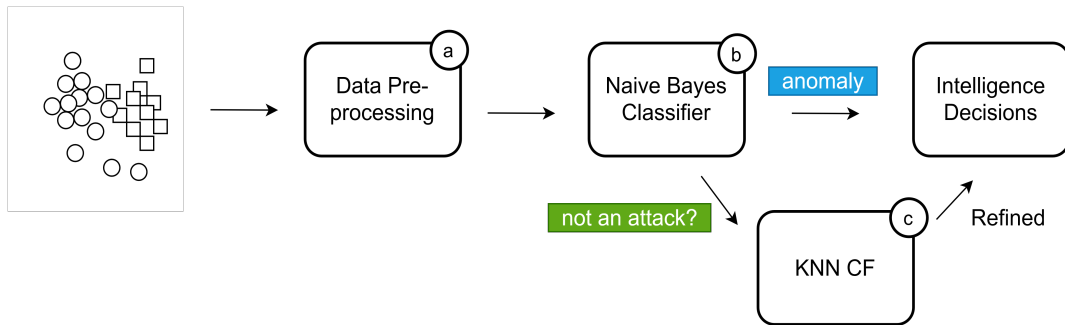 a
Data Pre-
processing
b
Naive Bayes
Classifier
anomaly
Intelligence
Decisions
not an attack?
c
KNN CF
Refined